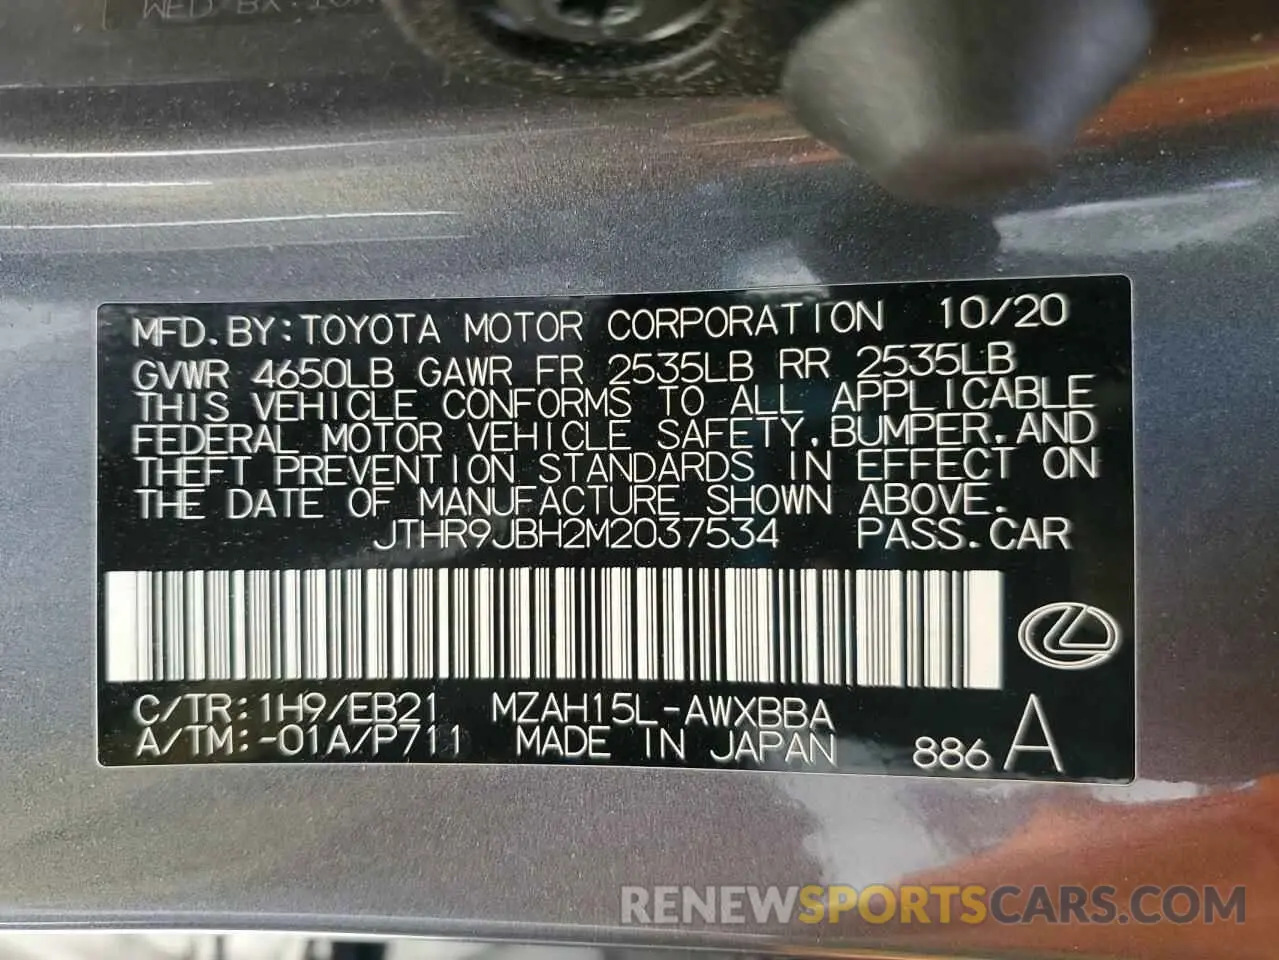 WED BX
MFD.BY:TOYOTA MOTOR CORPORATION 10/20
GVWR 4650LB GAWR FR 2535LB RR 2535LB
THIS VEHICLE CONFORMS TO ALL APPLICABLE
FEDERAL MOTOR VEHICLE SAFETY,BUMPER,AND
THEFT PREVENTION STANDARDS IN EFFECT ON
THE DATE OF MANUFACTURE SHOWN ABOVE.
JTHR9JBH2M2037534 PASS.CAR
C/TR:1H9/EB21 MZAH15L-AWXBBA
A/TM:-01A/P711 MADE IN JAPAN 886 A
RENEWSPORTSCARS.COM